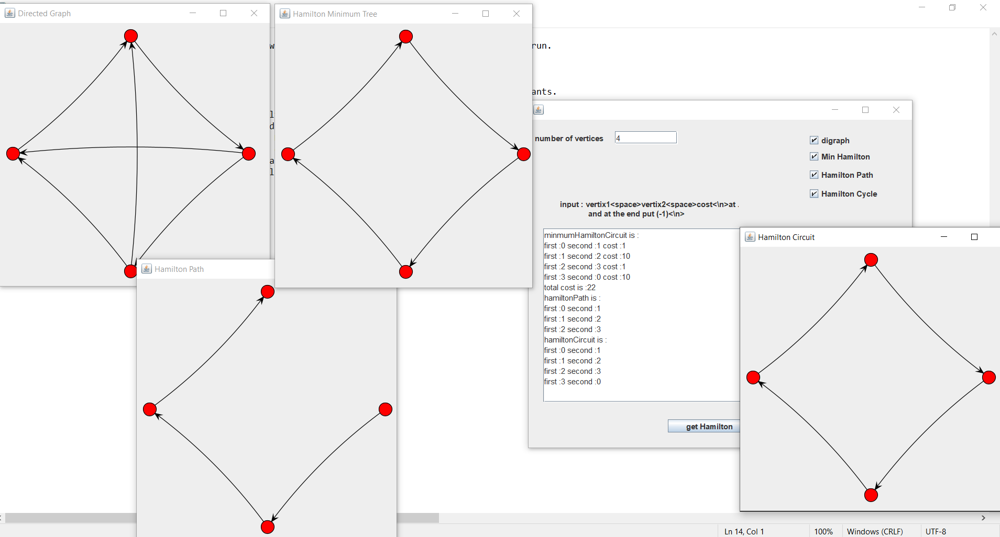 Directed Graph
Hamilton Minimum Tree
run.
ants.
number of vertices
4
digraph
Min Hamilton
Hamilton Path
Hamilton Cycle
input : vertix1<space>vertix2<space>cost<\n>at .
and at the end put (-1)<\n>
minmumHamiltonCircuit is :
first :0 second :1 cost :1
first :1 second :2 cost :10
first :2 second :3 cost :1
first :3 second :0 cost :10
total cost is :22
hamiltonPath is :
first :0 second :1
first :1 second :2
first :2 second :3
hamiltonCircuit is :
first :0 second :1
first :1 second :2
first :2 second :3
first :3 second :0
get Hamilton
Hamilton Circuit
Hamilton Path
Ln 14, Col 1
100%
Windows (CRLF)
UTF-8